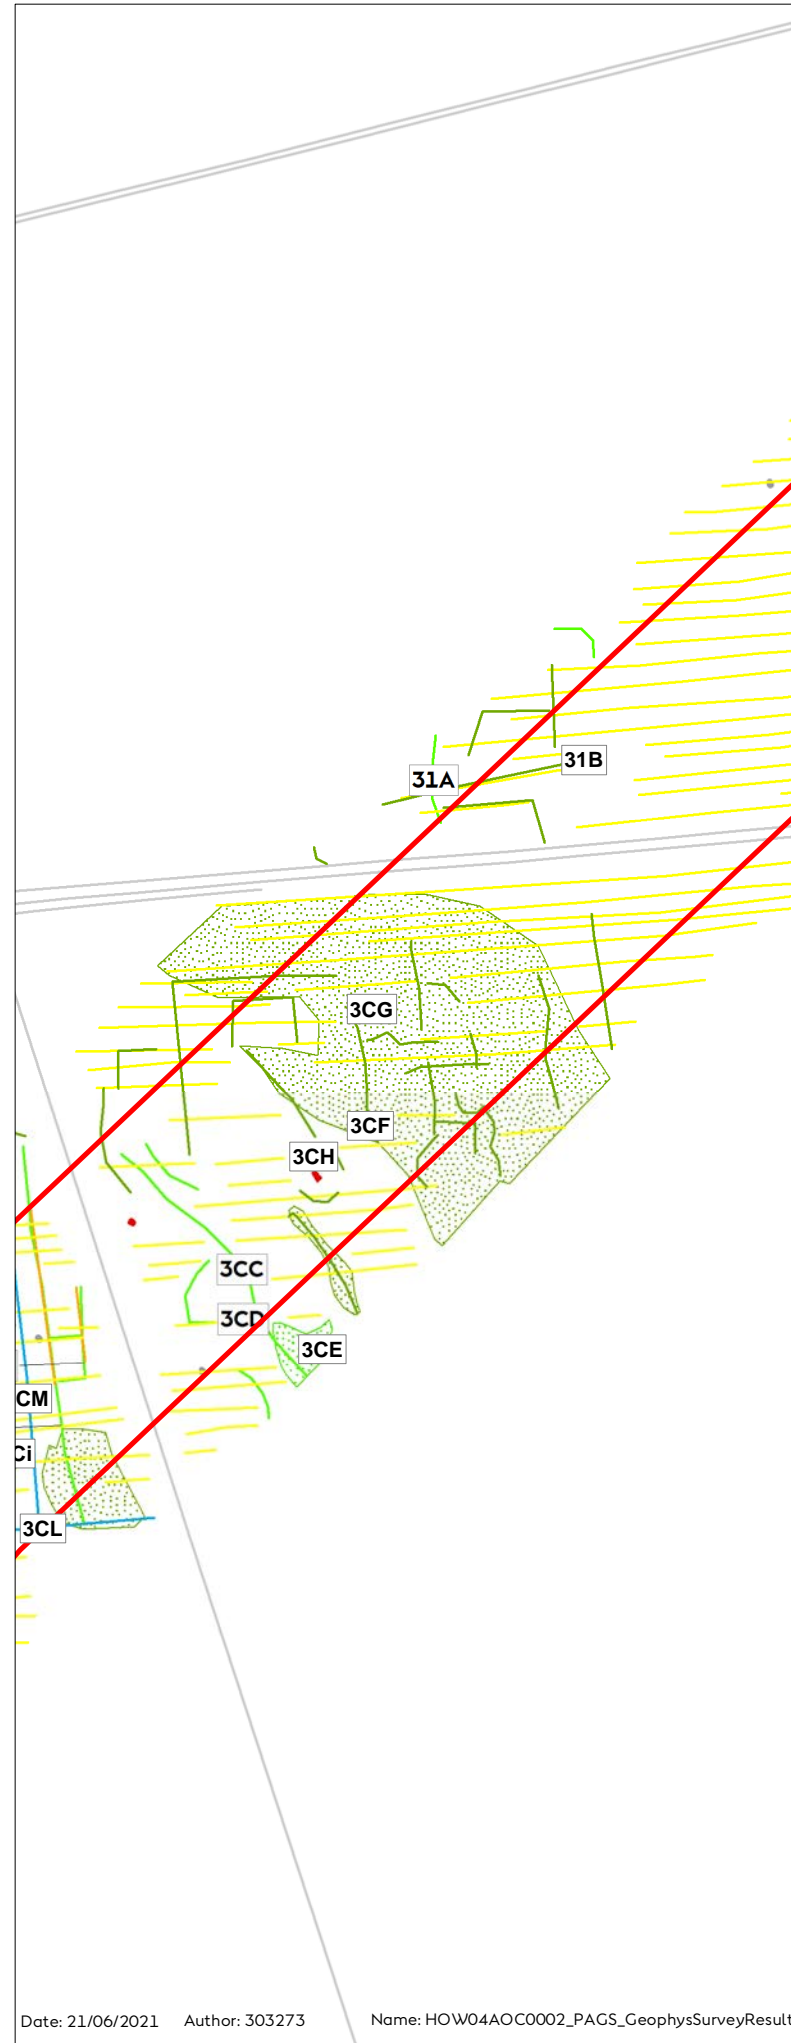 31B
31A
3CG
3CF
3CH
3CC
3CD
3CE
CM
Ci
3CL
Date: 21/06/2021 Author: 303273 Name: HOW04AOC0002_PAGS_GeophysSurveyResult